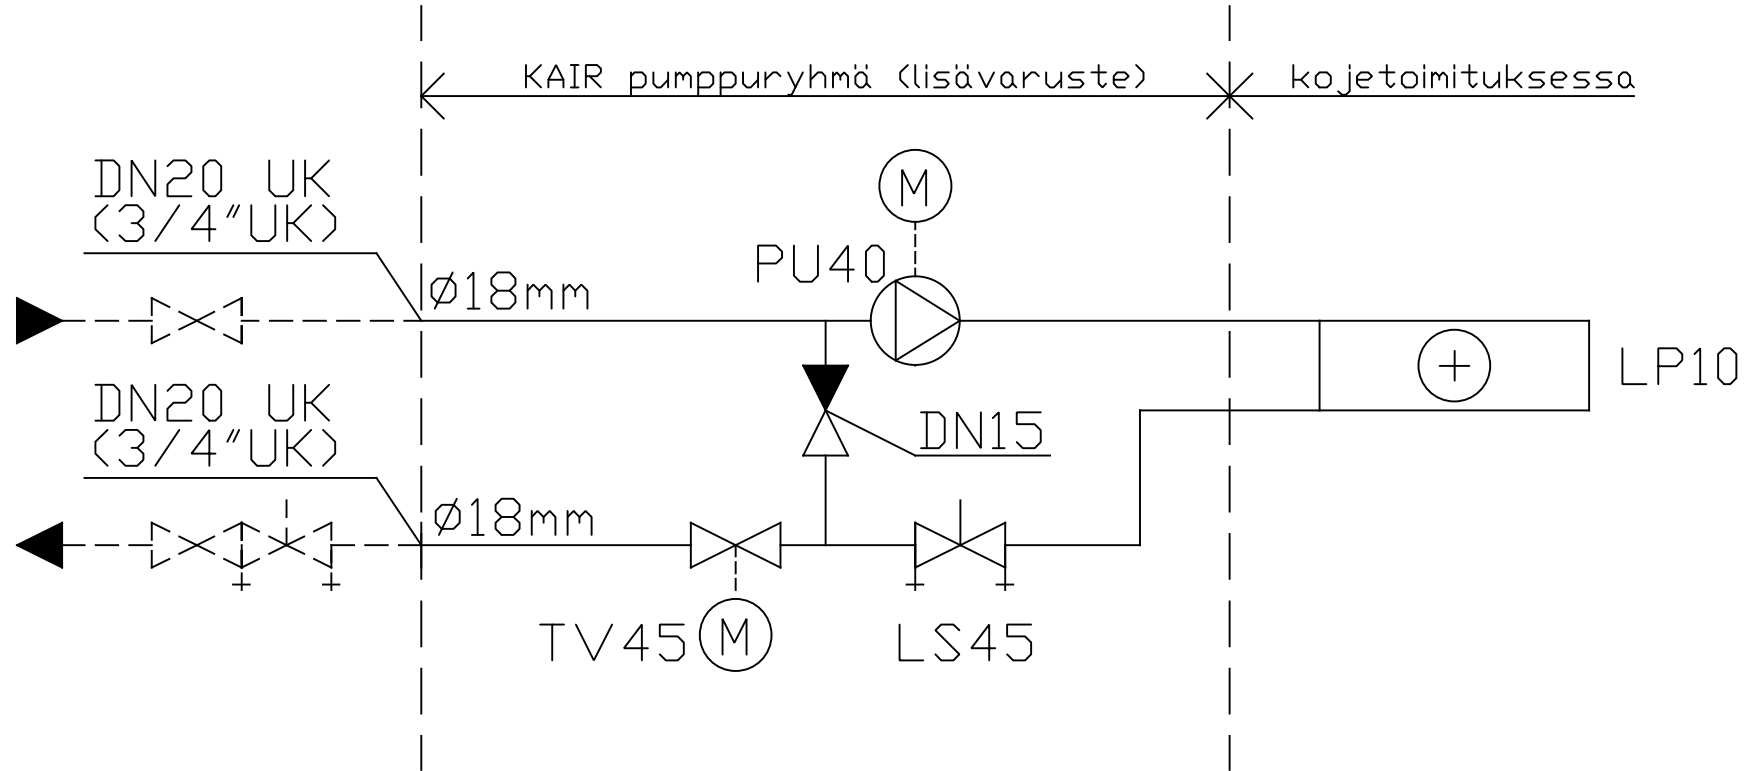 KAIR pumppuryhmä (lisävaruste)
kojetoimituksessa
DN20 UK
(3/4"UK)
M
PU40
Ø18mm
LP10
DN20 UK
(3/4"UK)
DN15
Ø18mm
TV45
M
LS45